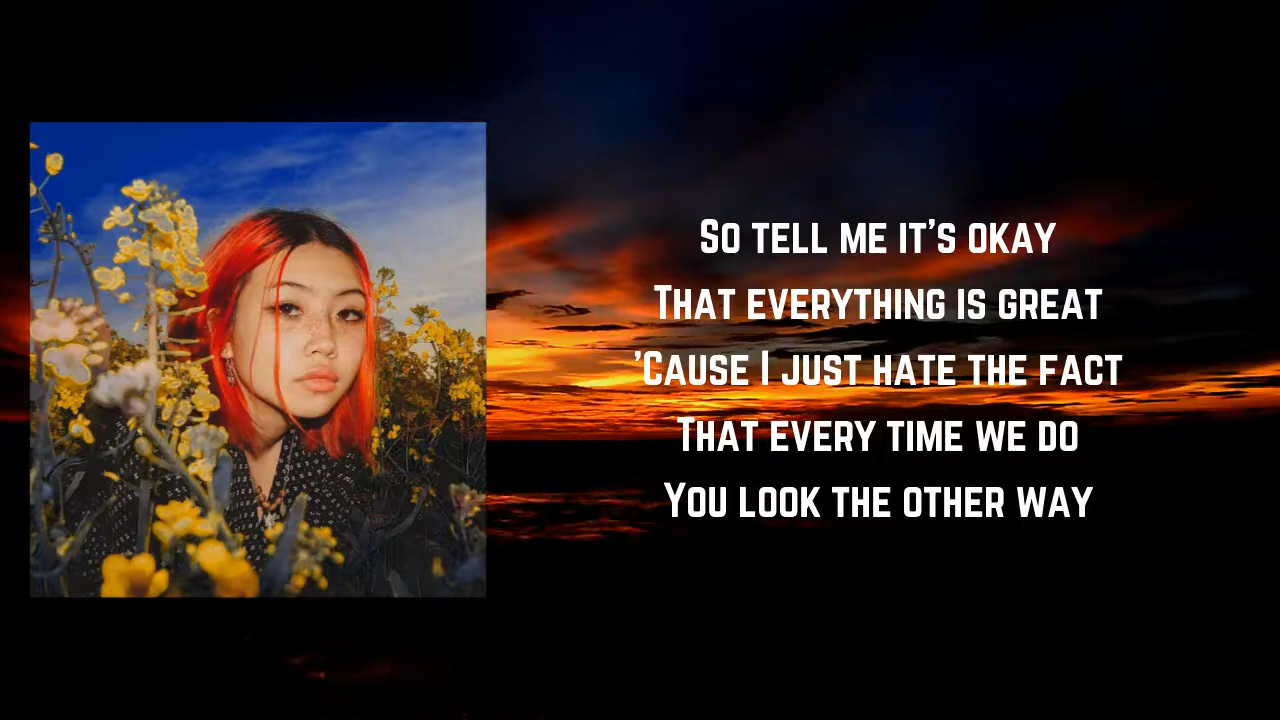 So tell me it's okay
That everything is great
'Cause I just hate the fact
That every time we do
You look the other way